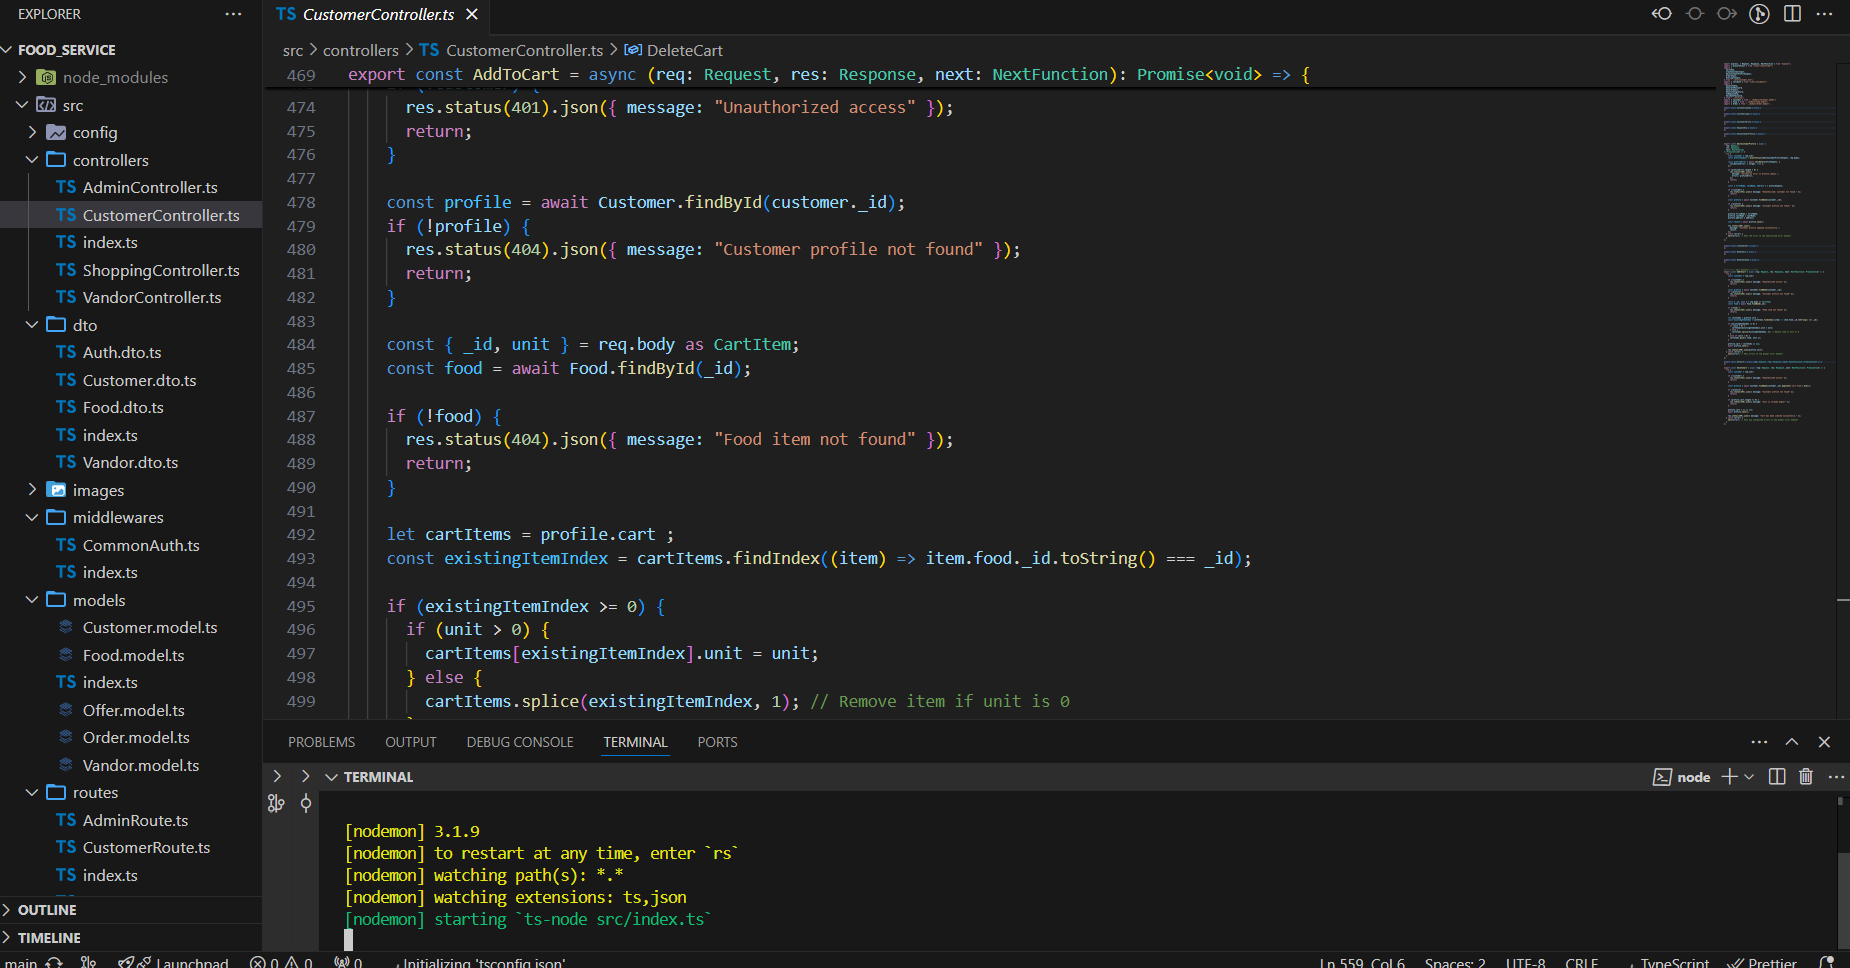 EXPLORER
FOOD_SERVICE
node_modules
src
config
controllers
TS AdminController.ts
TS CustomerController.ts
TS index.ts
TS ShoppingController.ts
TS VandorController.ts
dto
TS Auth.dto.ts
TS Customer.dto.ts
TS Food.dto.ts
TS index.ts
TS Vandor.dto.ts
images
middlewares
TS CommonAuth.ts
TS index.ts
models
Customer.model.ts
Food.model.ts
TS index.ts
Offer.model.ts
Order.model.ts
Vandor.model.ts
routes
TS AdminRoute.ts
TS CustomerRoute.ts
TS index.ts
OUTLINE
TIMELINE
TS CustomerController.ts
src > controllers > TS CustomerController.ts > DeleteCart
469 export const AddToCart = async (req: Request, res: Response, next: NextFunction): Promise<void> => {
474 res.status(401).json({ message: "Unauthorized access" });
475 return;
476 }
477
478 const profile = await Customer.findById(customer._id);
479 if (!profile) {
480 res.status(404).json({ message: "Customer profile not found" });
481 return;
482 }
483
484 const { _id, unit } = req.body as CartItem;
485 const food = await Food.findById(_id);
486
487 if (!food) {
488 res.status(404).json({ message: "Food item not found" });
489 return;
490 }
491
492 let cartItems = profile.cart ;
493 const existingItemIndex = cartItems.findIndex((item) => item.food._id.toString() === _id);
494
495 if (existingItemIndex >= 0) {
496 if (unit > 0) {
497 cartItems[existingItemIndex].unit = unit;
498 } else {
499 cartItems.splice(existingItemIndex, 1); // Remove item if unit is 0
PROBLEMS OUTPUT DEBUG CONSOLE TERMINAL PORTS
TERMINAL
node
[nodemon] 3.1.9
[nodemon] to restart at any time, enter `rs`
[nodemon] watching path(s): *.*
[nodemon] watching extensions: ts,json
[nodemon] starting `ts-node src/index.ts`
main Launchpad 0 0 0 Initializing 'tsconfig.json' Ln 559, Col 6 Spaces: 2 UTF-8 CRLF TypeScript Prettier